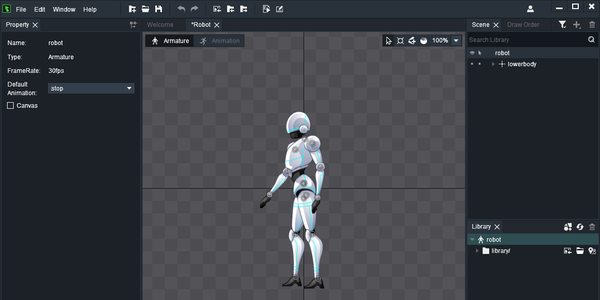 File Edit Window Help
Property
Welcome *Robot
Scene Draw Order
Name: robot
Type: Armature
FrameRate: 30fps
Default Animation: stop
Canvas
Armature Animation
100%
Search Library
robot
lowerbody
Library
robot
library/